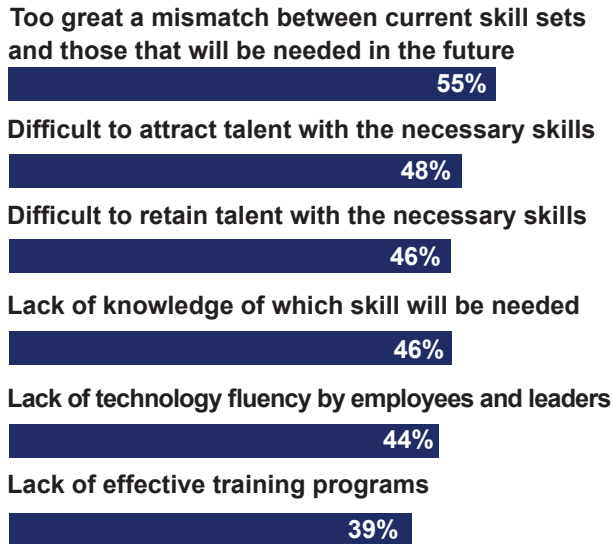 Too great a mismatch between current skill sets
and those that will be needed in the future
55%
Difficult to attract talent with the necessary skills
48%
Difficult to retain talent with the necessary skills
46%
Lack of knowledge of which skill will be needed
46%
Lack of technology fluency by employees and leaders
44%
Lack of effective training programs
39%